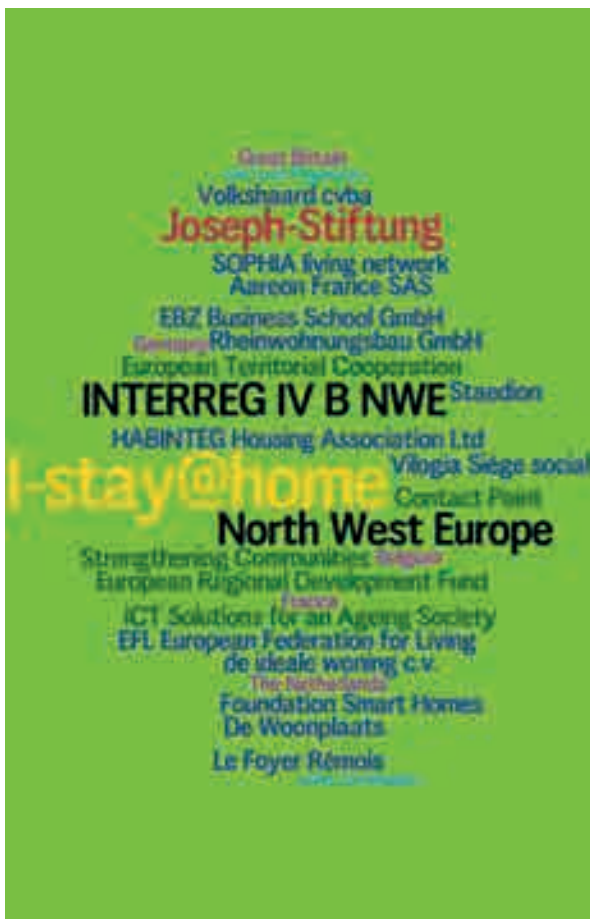 Great Britain
Volkshaard cvba
Joseph-Stiftung
SOPHIA living network
Aareon France SAS
EBZ Business School GmbH
Germany Rheinwohnungsbau GmbH
European Territorial Cooperation
INTERREG IV B NWE Staedion
HABINTEG Housing Association Ltd
Vilogia Siège social
I-stay@home Contact Point
North West Europe
Strengthening Communities Belgium
European Regional Development Fund
France
ICT Solutions for an Ageing Society
EFL European Federation for Living
de ideale woning c.v.
The Netherlands
Foundation Smart Homes
De Woonplaats
Le Foyer Rémois